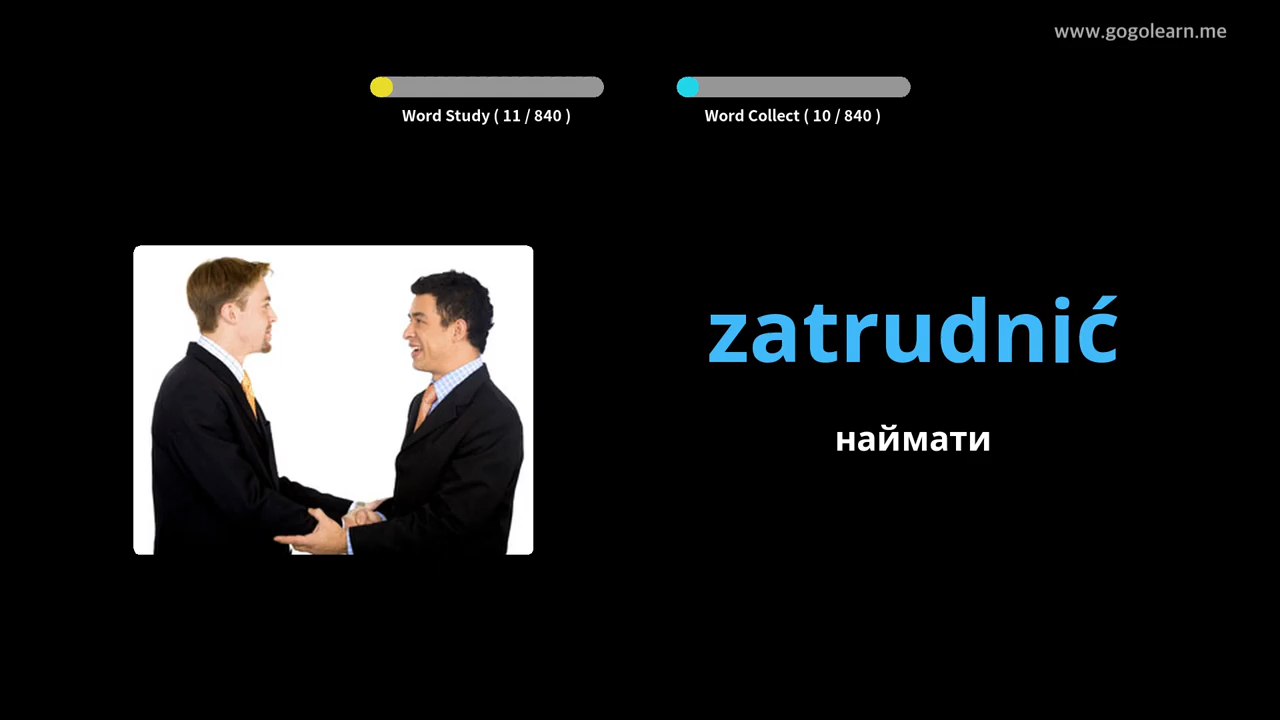 www.gogolearn.me
Word Study ( 11 / 840 )
Word Collect ( 10 / 840 )
zatrudnić
наймати